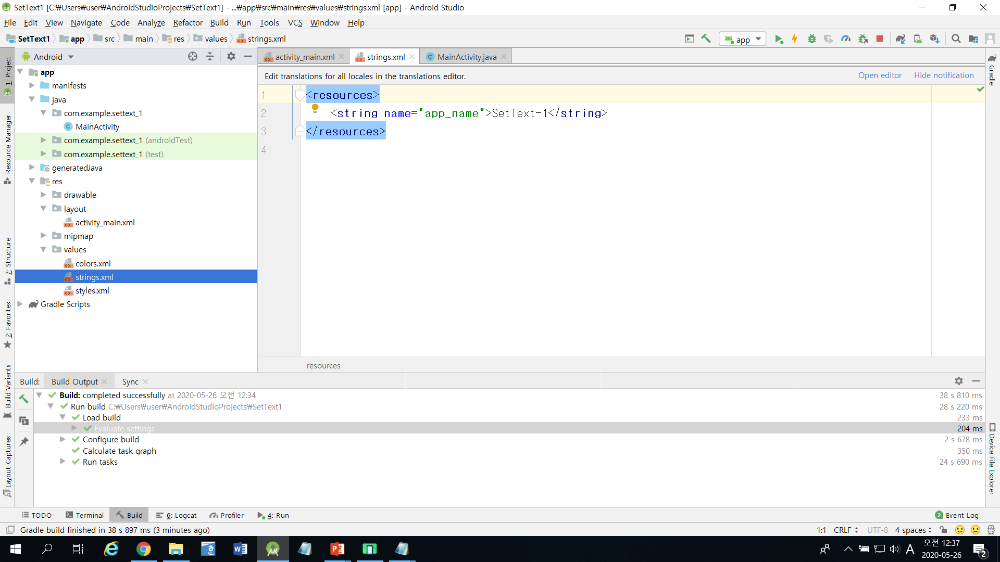 SetText1 [C:₩Users₩user₩AndroidStudioProjects₩SetText1] - ...₩app₩src₩main₩res₩values₩strings.xml [app] - Android Studio
File Edit View Navigate Code Analyze Refactor Build Run Tools VCS Window Help
SetText1 app src main res values strings.xml app
Android
activity_main.xml strings.xml MainActivity.java
Edit translations for all locales in the translations editor. Open editor Hide notification
1: Project
Resource Manager
7: Structure
2: Favorites
Build Variants
Layout Captures
app
manifests
java
com.example.settext_1
MainActivity
com.example.settext_1 (androidTest)
com.example.settext_1 (test)
generatedJava
res
drawable
layout
activity_main.xml
mipmap
values
colors.xml
strings.xml
styles.xml
Gradle Scripts
1 <resources>
2 <string name="app_name">SetText-1</string>
3 </resources>
4
resources
Gradle
Device File Explorer
Build: Build Output Sync
Build: completed successfully at 2020-05-26 오전 12:34 38 s 810 ms
Run build C:₩Users₩user₩AndroidStudioProjects₩SetText1 28 s 220 ms
Load build 233 ms
Evaluate settings 204 ms
Configure build 2 s 678 ms
Calculate task graph 350 ms
Run tasks 24 s 690 ms
TODO Terminal Build 6: Logcat Profiler 4: Run 2 Event Log
Gradle build finished in 38 s 897 ms (3 minutes ago) 1:1 CRLF UTF-8 4 spaces
A 오전 12:37
2020-05-26
2